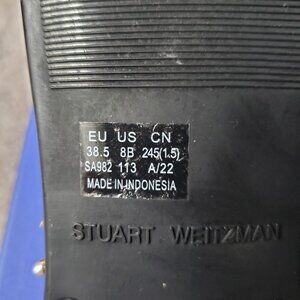 EU US CN
38.5 8B 245(1.5)
SA982 113 A/22
MADE IN INDONESIA
STUART WEITZMAN